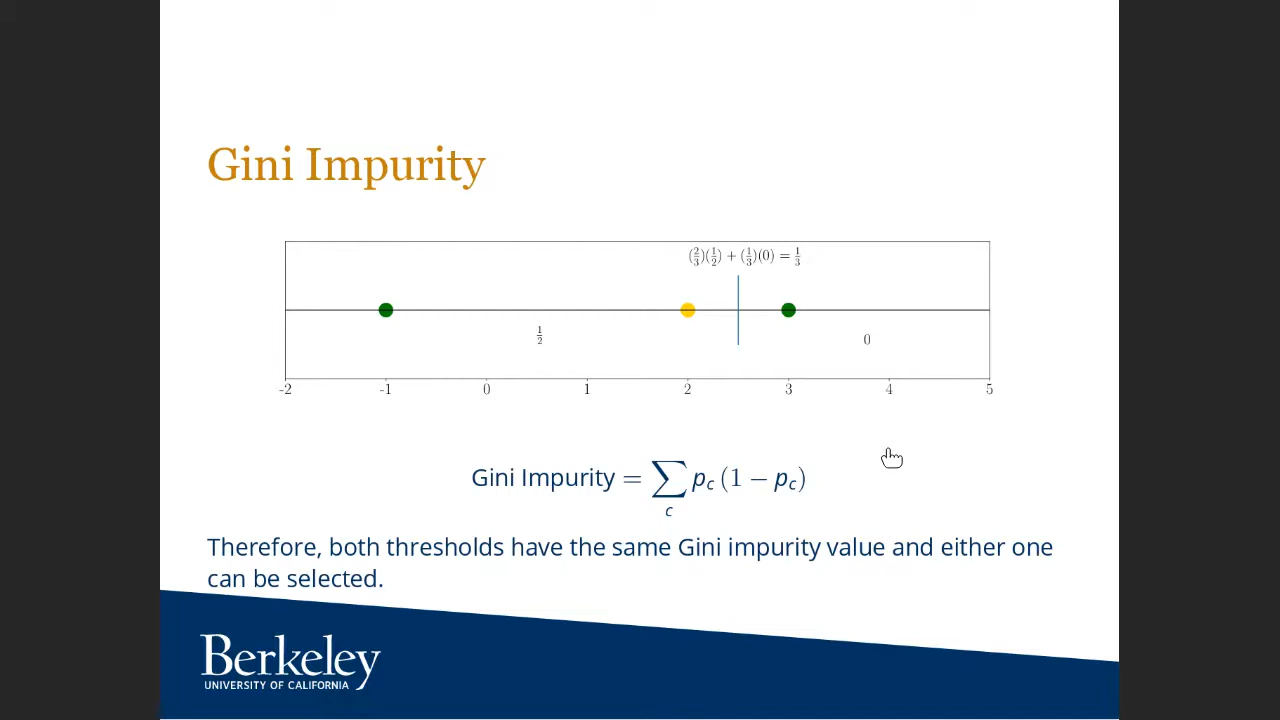 Gini Impurity
(2/3)(1/2) + (1/3)(0) = 1/3
1/2 0
-2 -1 0 1 2 3 4 5
Gini Impurity = ∑_c p_c (1 − p_c)
Therefore, both thresholds have the same Gini impurity value and either one
can be selected.
Berkeley
UNIVERSITY OF CALIFORNIA